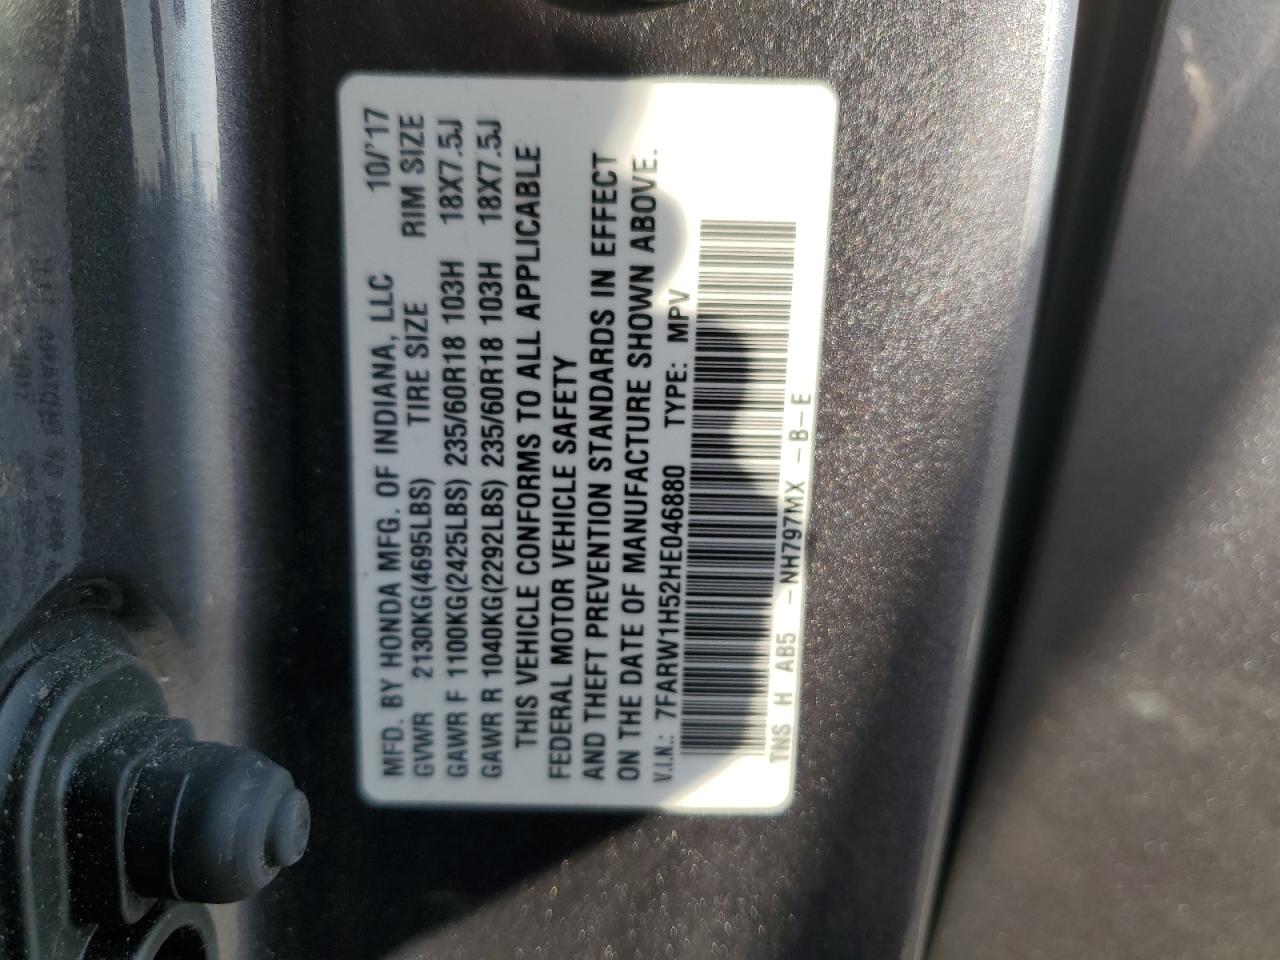 MFD. BY HONDA MFG. OF INDIANA, LLC 10/'17
GVWR 2130KG(4695LBS) TIRE SIZE RIM SIZE
GAWR F 1100KG(2425LBS) 235/60R18 103H 18X7.5J
GAWR R 1040KG(2292LBS) 235/60R18 103H 18X7.5J
THIS VEHICLE CONFORMS TO ALL APPLICABLE
FEDERAL MOTOR VEHICLE SAFETY
AND THEFT PREVENTION STANDARDS IN EFFECT
ON THE DATE OF MANUFACTURE SHOWN ABOVE.
V.I.N.: 7FARW1H52HE046880 TYPE: MPV
TNS H AB5 -NH797MX -B-E